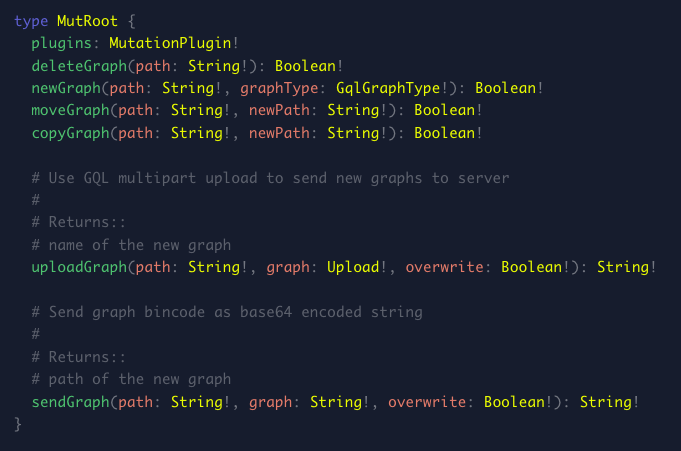 type MutRoot {
  plugins: MutationPlugin!
  deleteGraph(path: String!): Boolean!
  newGraph(path: String!, graphType: GqlGraphType!): Boolean!
  moveGraph(path: String!, newPath: String!): Boolean!
  copyGraph(path: String!, newPath: String!): Boolean!

  # Use GQL multipart upload to send new graphs to server
  #
  # Returns::
  # name of the new graph
  uploadGraph(path: String!, graph: Upload!, overwrite: Boolean!): String!

  # Send graph bincode as base64 encoded string
  #
  # Returns::
  # path of the new graph
  sendGraph(path: String!, graph: String!, overwrite: Boolean!): String!
}